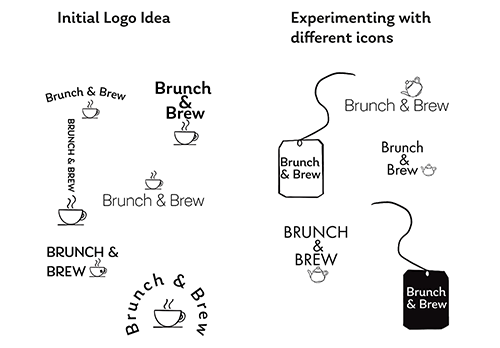 Initial Logo Idea
Brunch & Brew
BRUNCH & BREW
Brunch
&
Brew
Brunch & Brew
BRUNCH &
BREW
Brunch & Brew
Experimenting with
different icons
Brunch & Brew
Brunch
& Brew
Brunch
&
Brew
BRUNCH
&
BREW
Brunch
& Brew